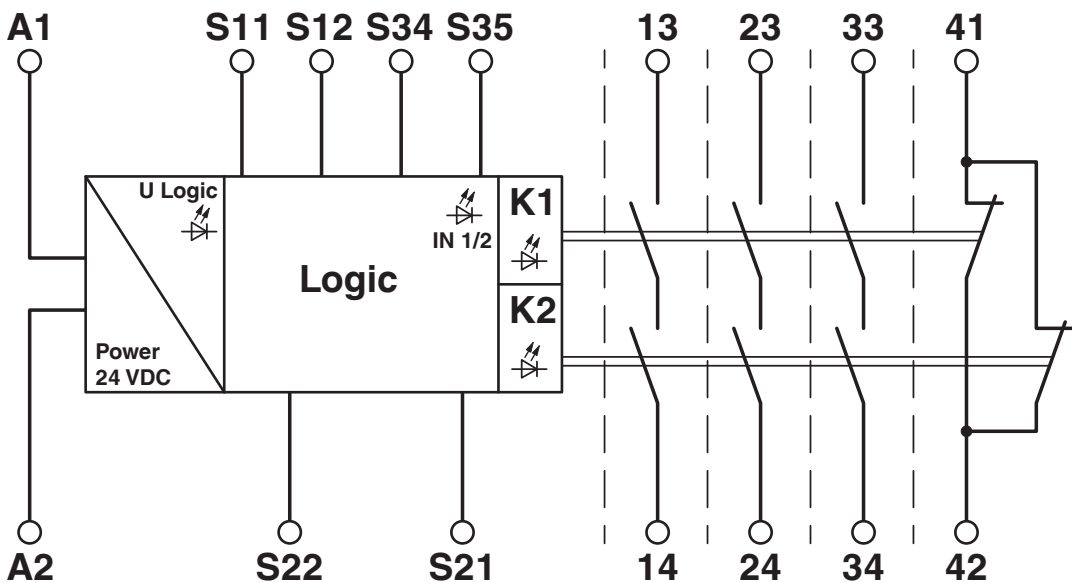 A1 S11 S12 S34 S35 13 23 33 41
U Logic
K1
IN 1/2
Logic
K2
Power
24 VDC
A2 S22 S21 14 24 34 42